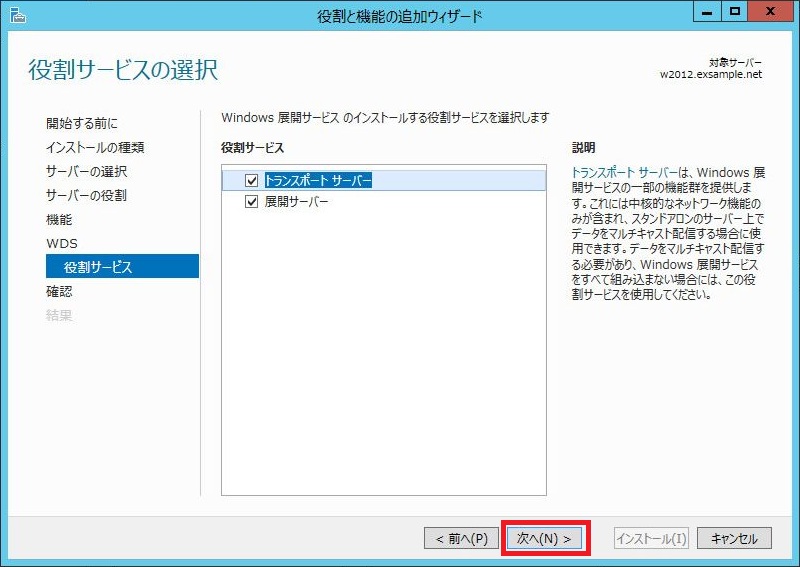 役割と機能の追加ウィザード
役割サービスの選択
対象サーバー
w2012.exsample.net
開始する前に
インストールの種類
サーバーの選択
サーバーの役割
機能
WDS
役割サービス
確認
結果
Windows 展開サービス のインストールする役割サービスを選択します
役割サービス
トランスポート サーバー
展開サーバー
説明
トランスポート サーバーは、Windows 展
開サービスの一部の機能群を提供しま
す。これには中核的なネットワーク機能の
みが含まれ、スタンドアロンのサーバー上で
データをマルチキャスト配信する場合に使
用できます。データをマルチキャスト配信す
る必要があり、Windows 展開サービス
をすべて組み込まない場合には、この役
割サービスを使用してください。
< 前へ(P)
次へ(N) >
インストール(I)
キャンセル